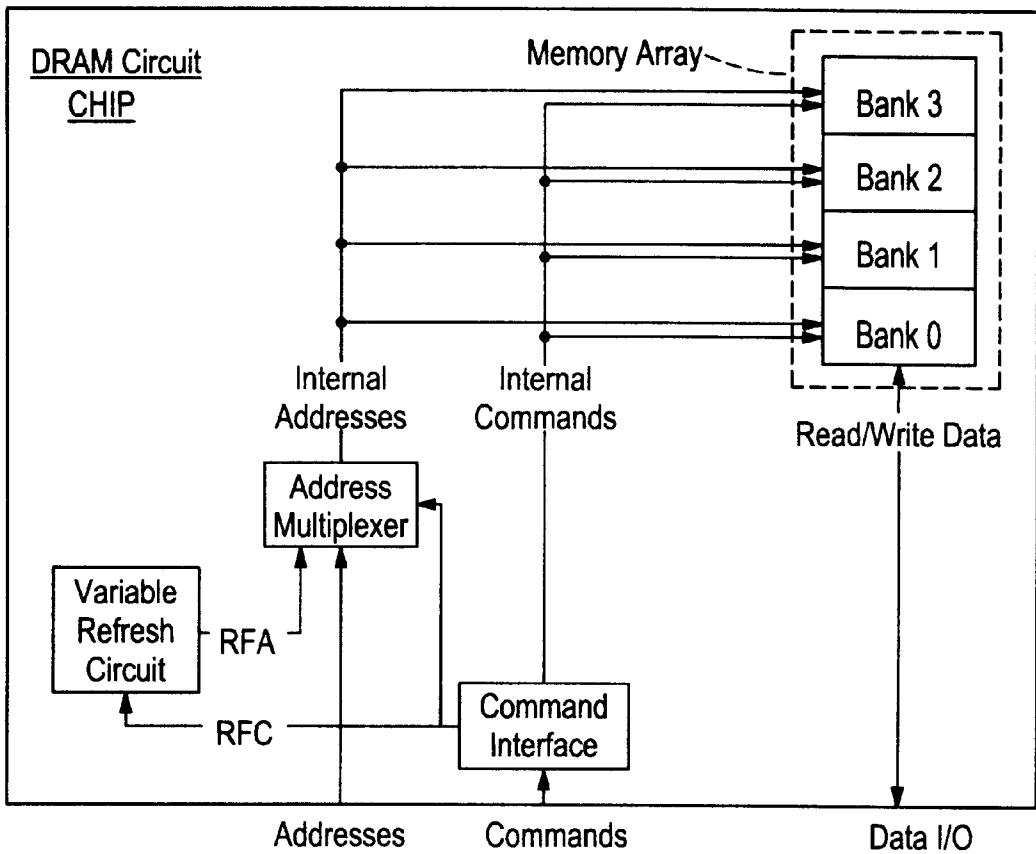 DRAM Circuit
CHIP
Memory Array
Bank 3
Bank 2
Bank 1
Bank 0
Internal
Addresses
Internal
Commands
Read/Write Data
Address
Multiplexer
Variable
Refresh
Circuit
RFA
RFC
Command
Interface
Addresses
Commands
Data I/O